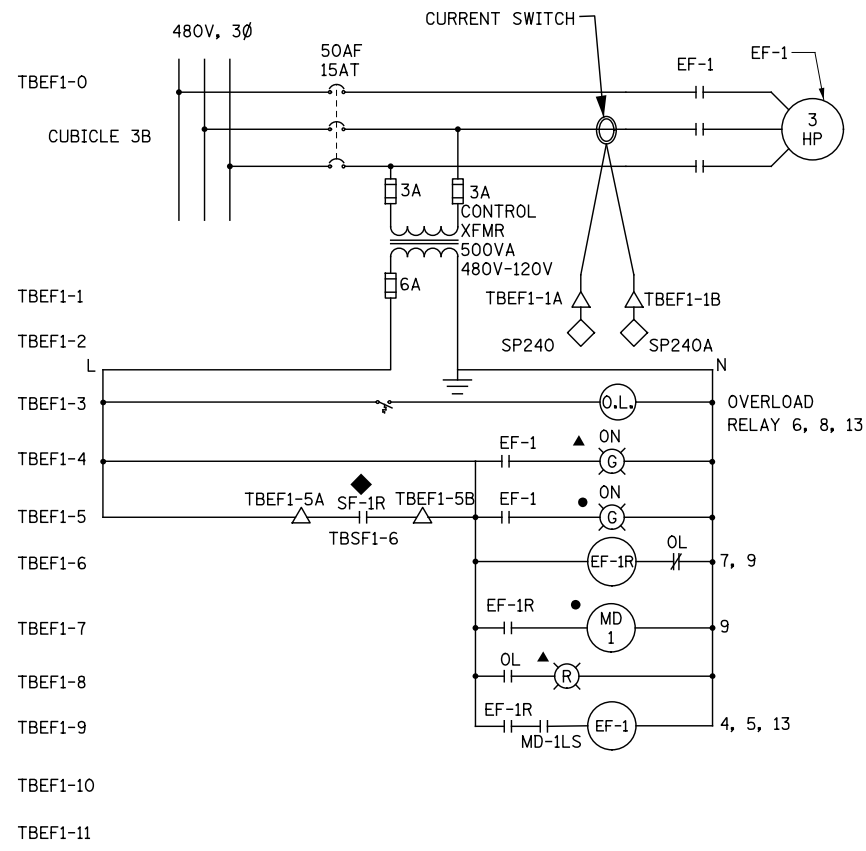 480V, 3Ø
CURRENT SWITCH
50AF
15AT
EF-1
EF-1
TBEF1-0
3
HP
CUBICLE 3B
3A
3A
CONTROL
XFMR
500VA
480V-120V
6A
TBEF1-1
TBEF1-1A
TBEF1-1B
TBEF1-2
SP240
SP240A
L
N
TBEF1-3
O.L.
OVERLOAD
RELAY 6, 8, 13
TBEF1-4
EF-1
ON
G
TBEF1-5
TBEF1-5A
SF-1R
TBSF1-6
TBEF1-5B
EF-1
ON
G
TBEF1-6
EF-1R
OL
7, 9
TBEF1-7
EF-1R
MD
1
9
TBEF1-8
OL
R
TBEF1-9
EF-1R
MD-1LS
EF-1
4, 5, 13
TBEF1-10
TBEF1-11